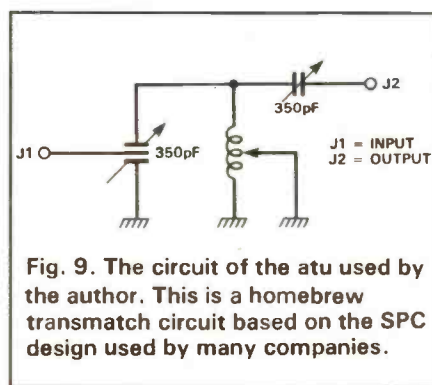 J2
350pF
J1
350pF
J1 = INPUT
J2 = OUTPUT
Fig. 9. The circuit of the atu used by
the author. This is a homebrew
transmatch circuit based on the SPC
design used by many companies.